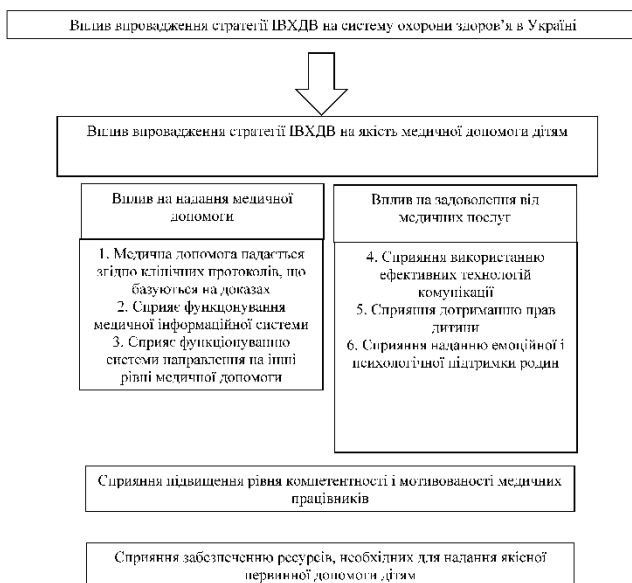 Вплив впровадження стратегії ІВХДВ на систему охорони здоров’я в Україні
Вплив впровадження стратегії ІВХДВ на якість медичної допомоги дітям
Вплив на надання медичної
допомоги
1. Медична допомога надається
згідно клінічних протоколів, що
базуються на доказах
2. Сприяє функціонування
медичної інформаційної системи
3. Сприяє функціонуванню
системи направлення на інші
рівні медичної допомоги
Вплив на задоволення від
медичних послуг
4. Сприяння використанню
ефективних технологій
комунікації
5. Сприяння дотриманню прав
дитини
6. Сприяння наданню емоційної і
психологічної підтримки родин
Сприяння підвищення рівня компетентності і мотивованості медичних
працівників
Сприяння забезпеченню ресурсів, необхідних для надання якісної
первинної допомоги дітям